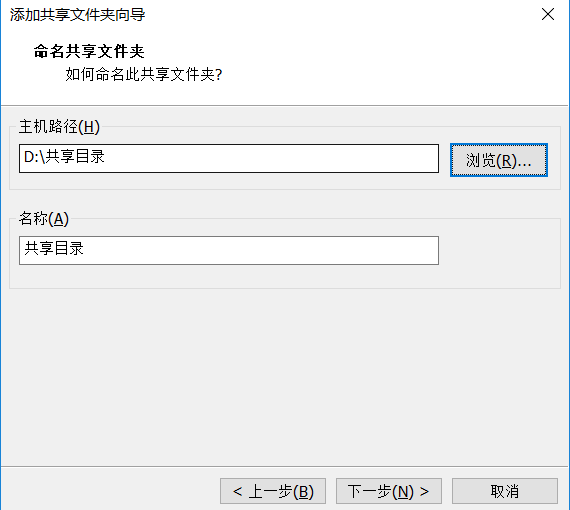 添加共享文件夹向导
命名共享文件夹
如何命名此共享文件夹?
主机路径(H)
D:\共享目录
浏览(R)...
名称(A)
共享目录
< 上一步(B)
下一步(N) >
取消